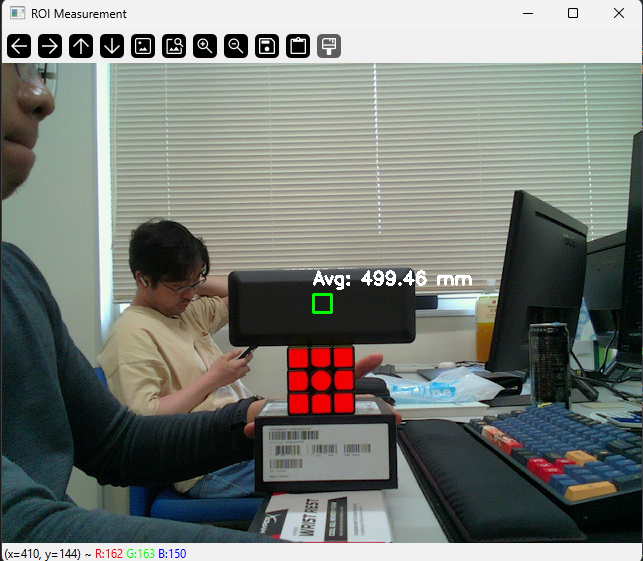 ROI Measurement
Avg: 499.46 mm
WRIST REST
(x=410, y=144) ~ R:162 G:163 B:150